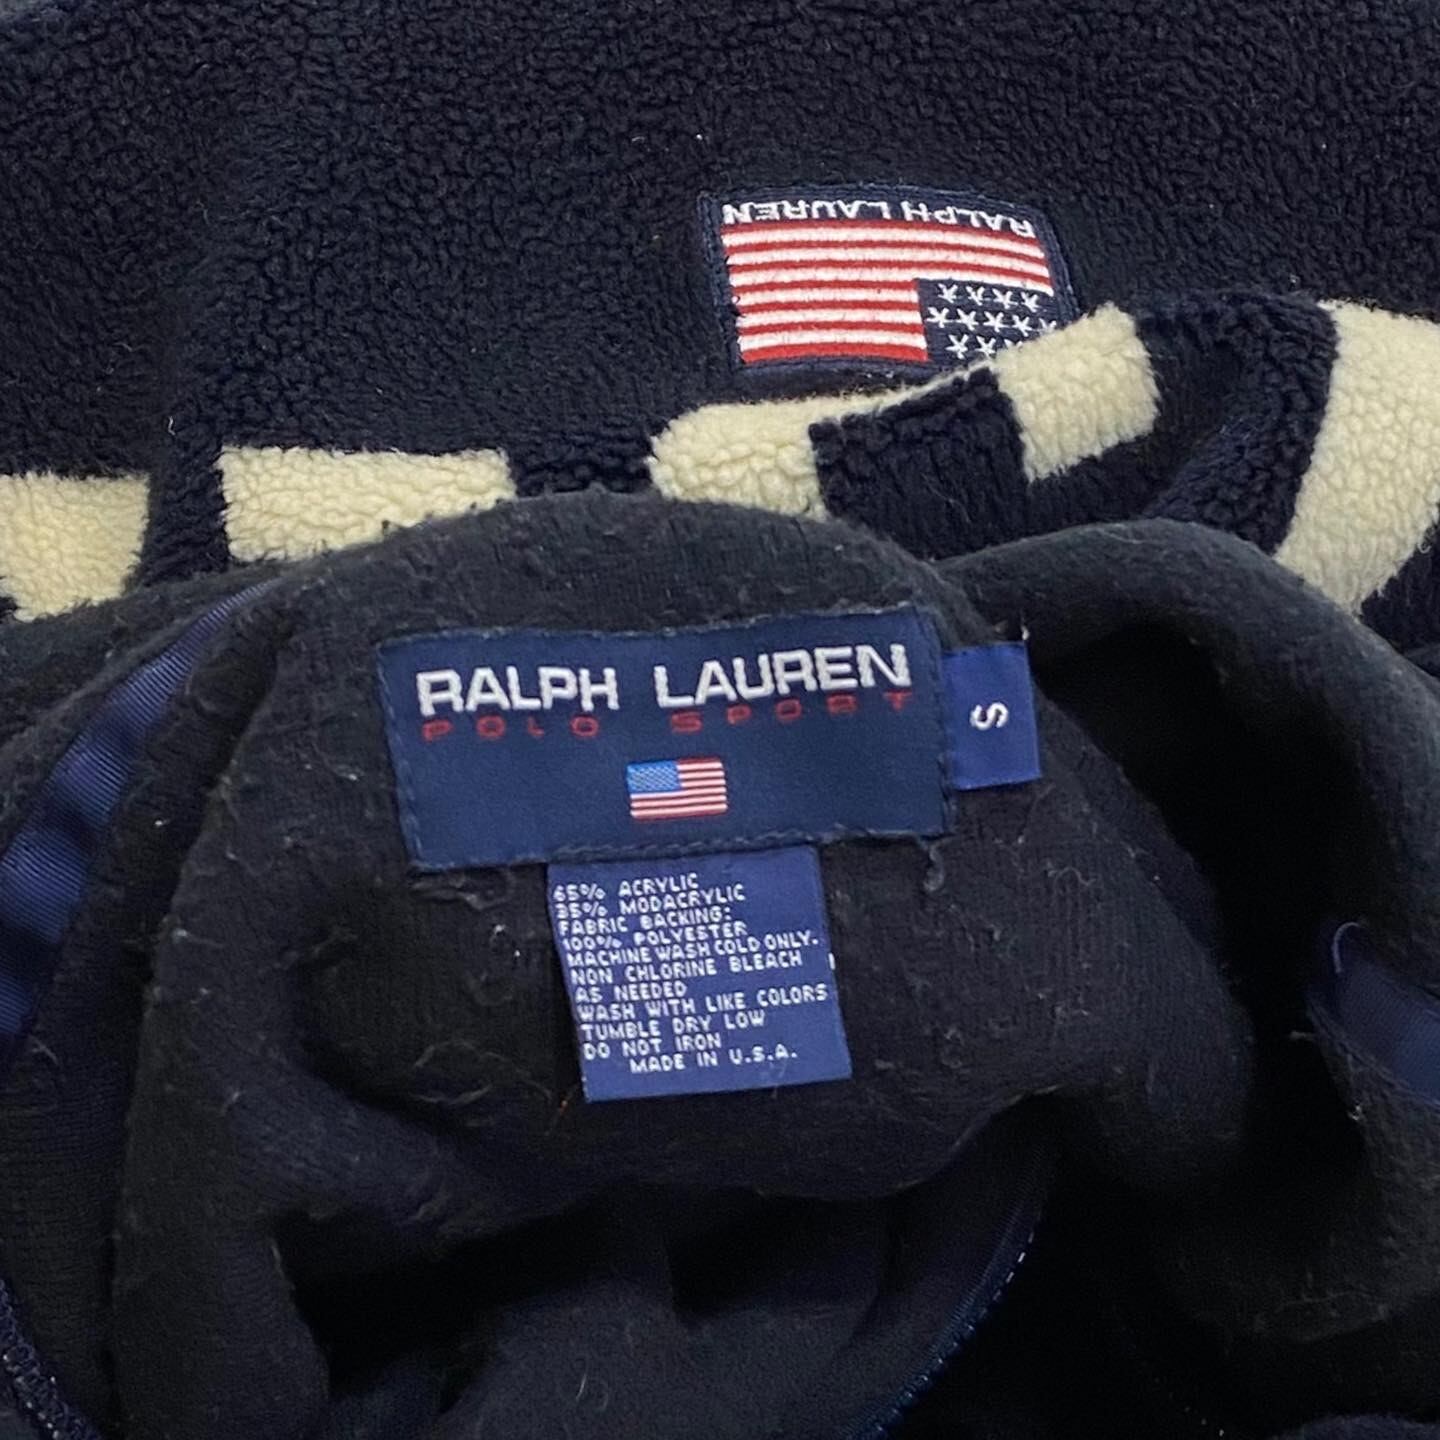 RALPH LAUREN
RALPH LAUREN
POLO SPORT
S
65% ACRYLIC
35% MODACRYLIC
FABRIC BACKING:
100% POLYESTER
MACHINE WASH COLD ONLY.
NON CHLORINE BLEACH
AS NEEDED
WASH WITH LIKE COLORS
TUMBLE DRY LOW
DO NOT IRON
MADE IN U.S.A.